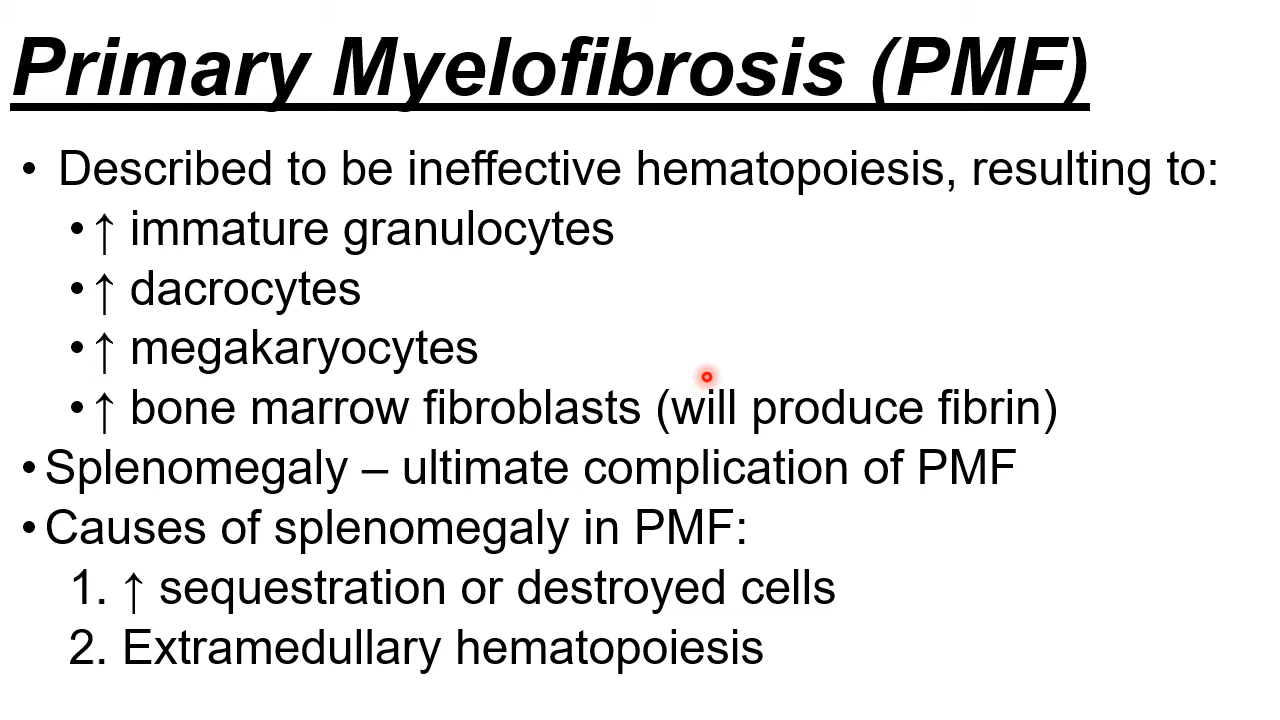 Primary Myelofibrosis (PMF)
• Described to be ineffective hematopoiesis, resulting to:
•↑ immature granulocytes
•↑ dacrocytes
•↑ megakaryocytes
•↑ bone marrow fibroblasts (will produce fibrin)
•Splenomegaly – ultimate complication of PMF
•Causes of splenomegaly in PMF:
1. ↑ sequestration or destroyed cells
2. Extramedullary hematopoiesis